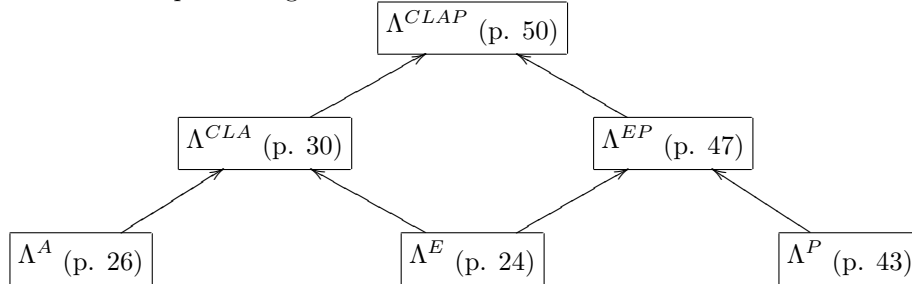 Λ^{CLAP} (p. 50)
Λ^{CLA} (p. 30) Λ^{EP} (p. 47)
Λ^{A} (p. 26) Λ^{E} (p. 24) Λ^{P} (p. 43)